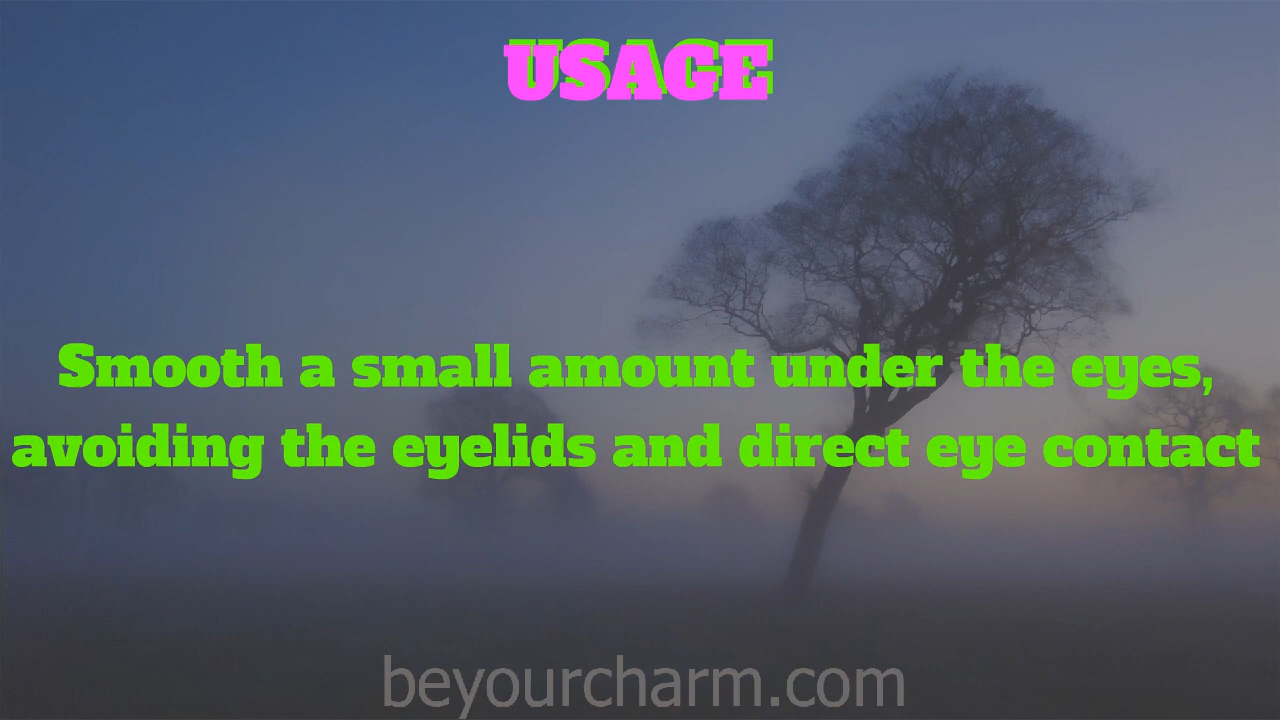 USAGE
Smooth a small amount under the eyes,
avoiding the eyelids and direct eye contact
beyourcharm.com